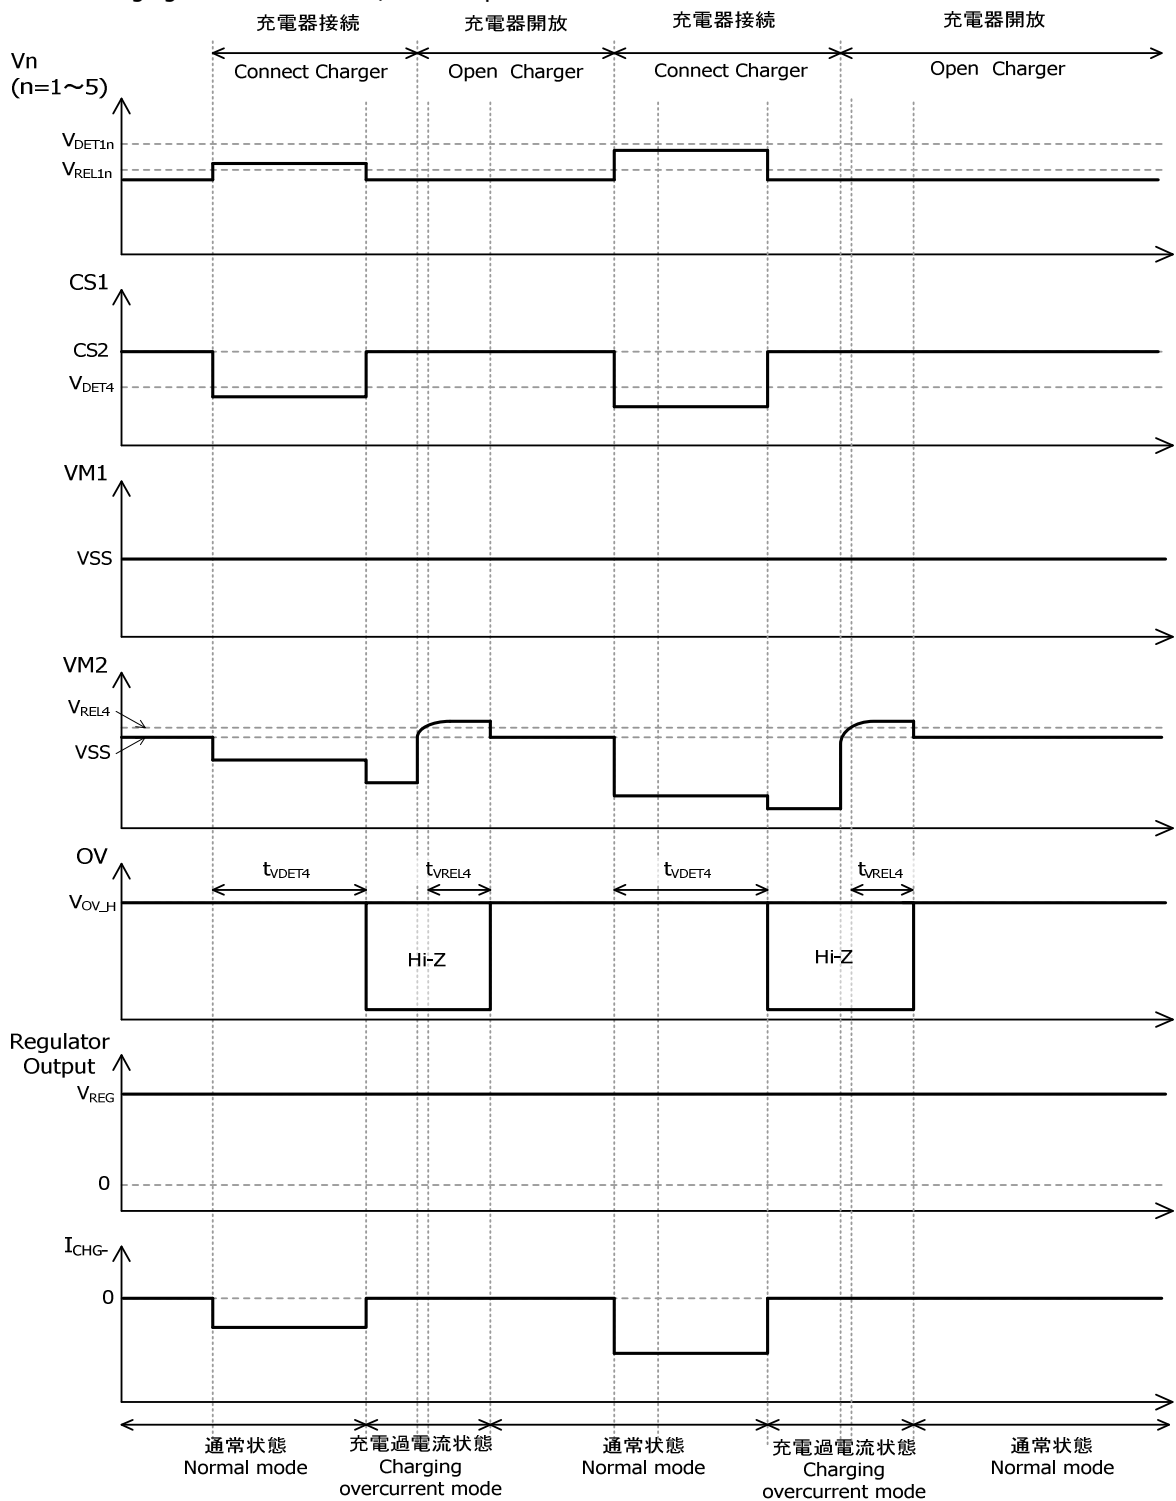 充電器接続
充電器開放
充電器接続
充電器開放
Connect Charger
Open Charger
Connect Charger
Open Charger
Vn
(n=1～5)
VDET1n
VREL1n
CS1
CS2
VDET4
VM1
VSS
VM2
VREL4
VSS
OV
tVDET4
tVREL4
tVDET4
tVREL4
VOV_H
Hi-Z
Hi-Z
Regulator
Output
VREG
0
ICHG-
0
通常状態
Normal mode
充電過電流状態
Charging
overcurrent mode
通常状態
Normal mode
充電過電流状態
Charging
overcurrent mode
通常状態
Normal mode